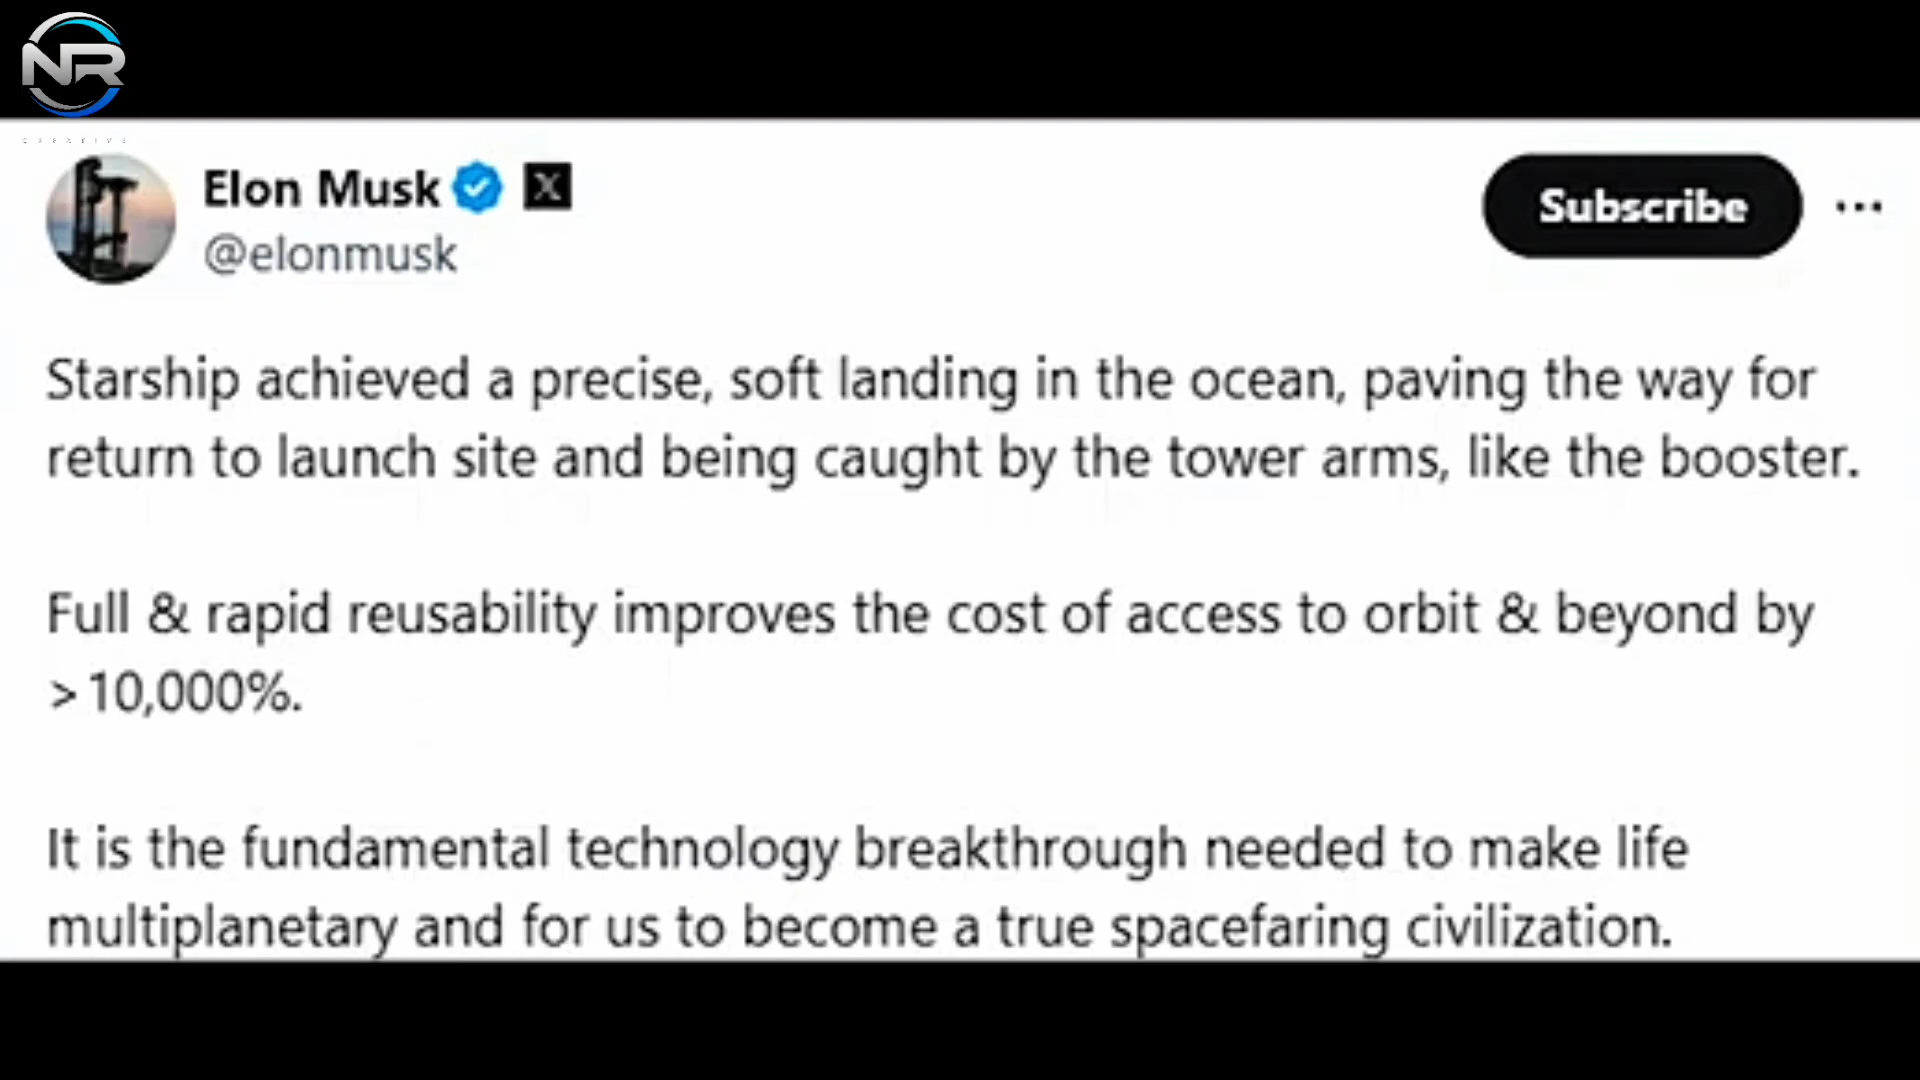 NR
CREATIVE
Elon Musk X
Subscribe
@elonmusk
Starship achieved a precise, soft landing in the ocean, paving the way for
return to launch site and being caught by the tower arms, like the booster.
Full & rapid reusability improves the cost of access to orbit & beyond by
>10,000%.
It is the fundamental technology breakthrough needed to make life
multiplanetary and for us to become a true spacefaring civilization.